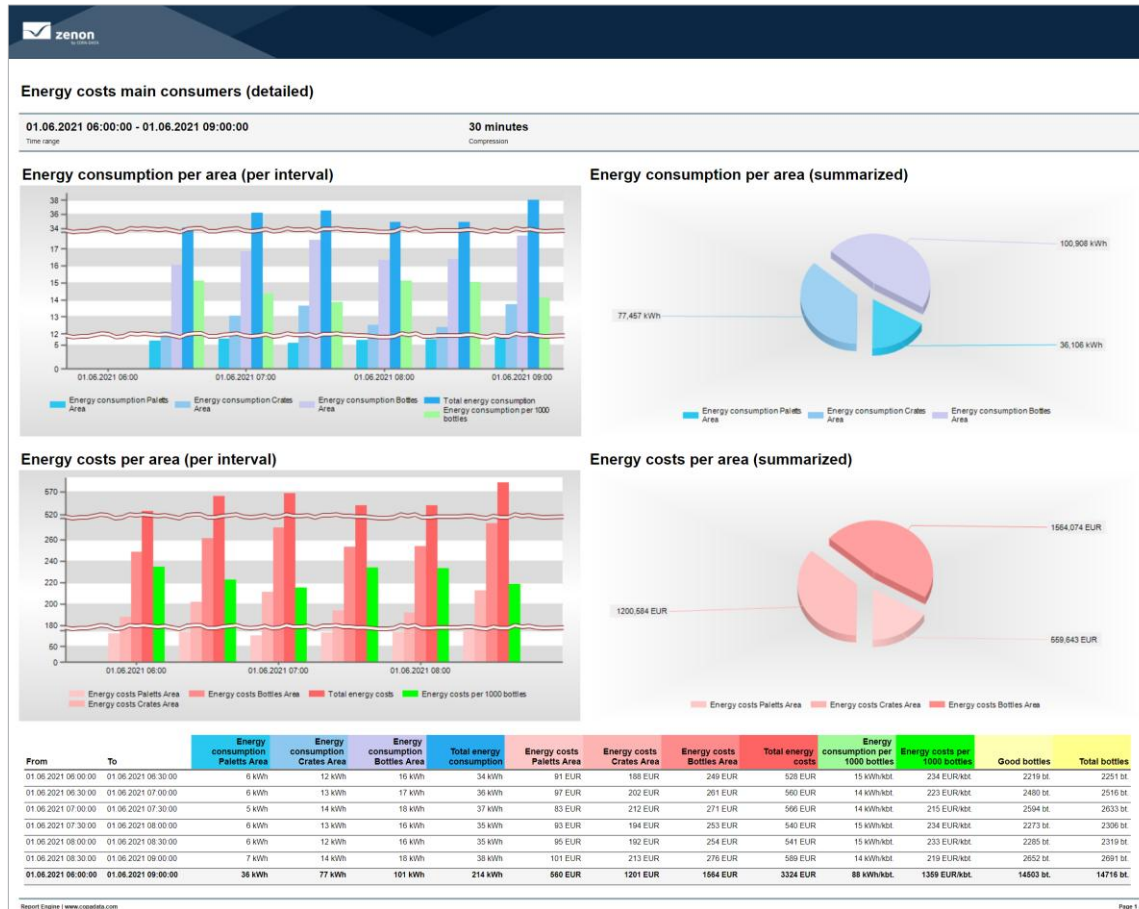 zenon
by COPA-DATA
Energy costs main consumers (detailed)
01.06.2021 06:00:00 - 01.06.2021 09:00:00 30 minutes
Time range Compression
Energy consumption per area (per interval) Energy consumption per area (summarized)
38
36
34
17
16
15
14
13
12
5
0
01.06.2021 06:00 01.06.2021 07:00 01.06.2021 08:00 01.06.2021 09:00
Energy consumption Paletts Area Energy consumption Crates Area Energy consumption Bottles Area Total energy consumption
Energy consumption per 1000 bottles
100,908 kWh
77,457 kWh
36,106 kWh
Energy consumption Paletts Area Energy consumption Crates Area Energy consumption Bottles Area
Energy costs per area (per interval) Energy costs per area (summarized)
570
520
260
240
220
200
180
50
0
01.06.2021 06:00 01.06.2021 07:00 01.06.2021 08:00
Energy costs Paletts Area Energy costs Bottles Area Total energy costs Energy costs per 1000 bottles
Energy costs Crates Area
1564,074 EUR
1200,584 EUR
559,643 EUR
Energy costs Paletts Area Energy costs Crates Area Energy costs Bottles Area
From To Energy consumption Paletts Area Energy consumption Crates Area Energy consumption Bottles Area Total energy consumption Energy costs Paletts Area Energy costs Crates Area Energy costs Bottles Area Total energy costs Energy consumption per 1000 bottles Energy costs per 1000 bottles Good bottles Total bottles
01.06.2021 06:00:00 01.06.2021 06:30:00 6 kWh 12 kWh 16 kWh 34 kWh 91 EUR 188 EUR 249 EUR 528 EUR 15 kWh/kbt. 234 EUR/kbt. 2219 bt. 2251 bt.
01.06.2021 06:30:00 01.06.2021 07:00:00 6 kWh 13 kWh 17 kWh 36 kWh 97 EUR 202 EUR 261 EUR 560 EUR 14 kWh/kbt. 223 EUR/kbt. 2480 bt. 2516 bt.
01.06.2021 07:00:00 01.06.2021 07:30:00 5 kWh 14 kWh 18 kWh 37 kWh 83 EUR 212 EUR 271 EUR 566 EUR 14 kWh/kbt. 215 EUR/kbt. 2594 bt. 2633 bt.
01.06.2021 07:30:00 01.06.2021 08:00:00 6 kWh 13 kWh 16 kWh 35 kWh 93 EUR 194 EUR 253 EUR 540 EUR 15 kWh/kbt. 234 EUR/kbt. 2273 bt. 2306 bt.
01.06.2021 08:00:00 01.06.2021 08:30:00 6 kWh 12 kWh 16 kWh 35 kWh 95 EUR 192 EUR 254 EUR 541 EUR 15 kWh/kbt. 233 EUR/kbt. 2285 bt. 2319 bt.
01.06.2021 08:30:00 01.06.2021 09:00:00 7 kWh 14 kWh 18 kWh 38 kWh 101 EUR 213 EUR 276 EUR 589 EUR 14 kWh/kbt. 219 EUR/kbt. 2652 bt. 2691 bt.
01.06.2021 06:00:00 01.06.2021 09:00:00 36 kWh 77 kWh 101 kWh 214 kWh 560 EUR 1201 EUR 1564 EUR 3324 EUR 88 kWh/kbt. 1359 EUR/kbt. 14503 bt. 14716 bt.
Report Engine | www.copadata.com Page 1